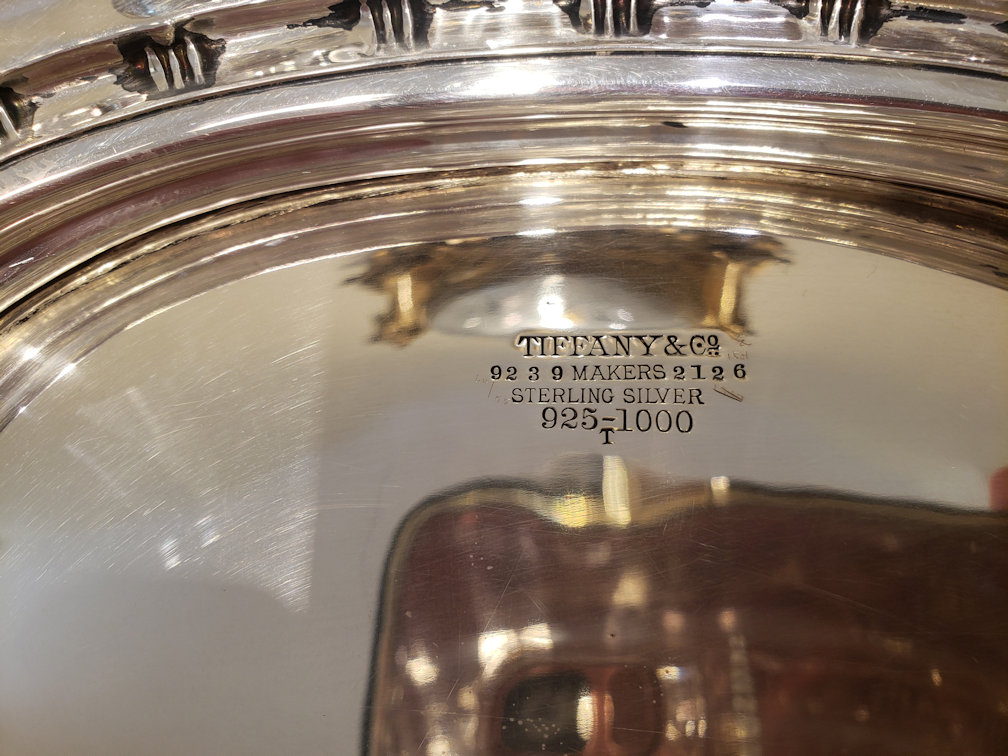 TIFFANY & Co.
9239 MAKERS 2126
STERLING SILVER
925-1000
T